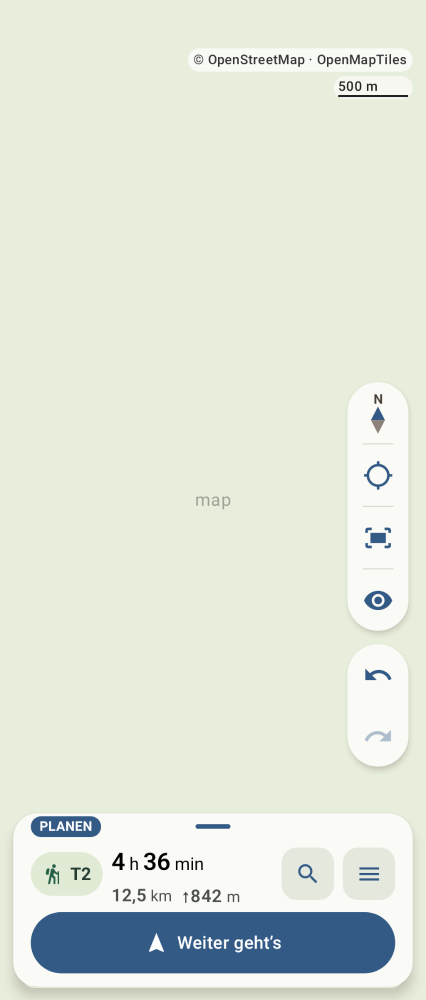 © OpenStreetMap · OpenMapTiles
500 m
N
map
PLANEN
T2
4 h 36 min
12,5 km ↑842 m
Weiter geht’s